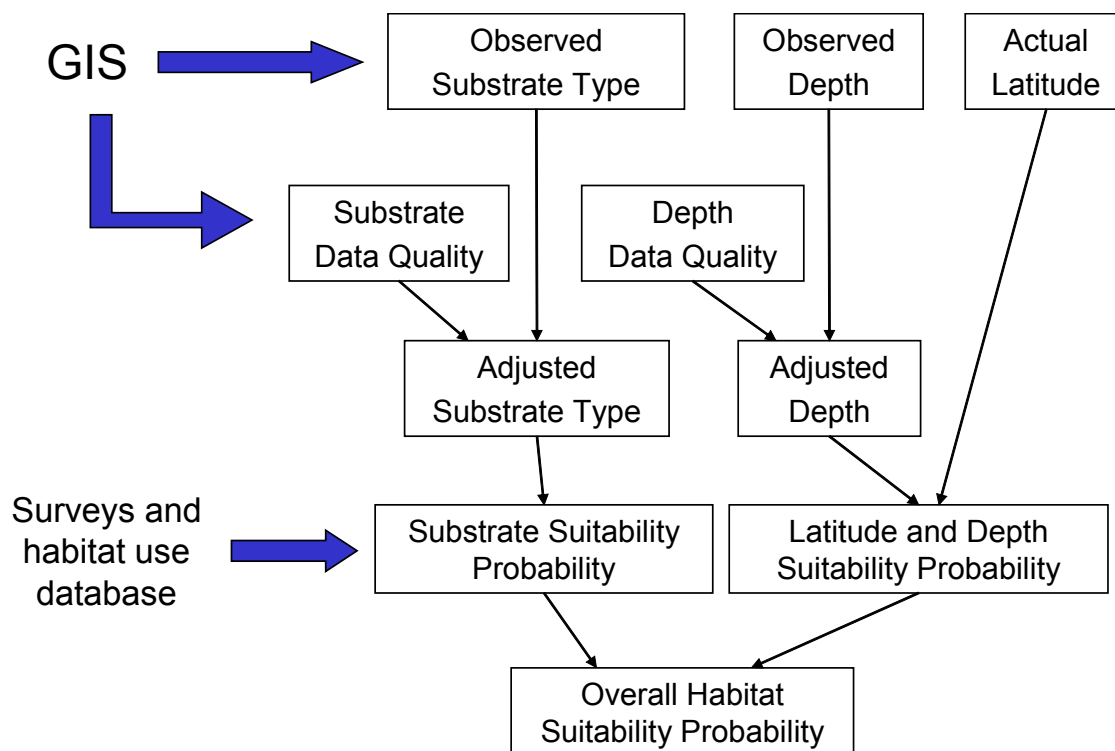 GIS
Observed
Substrate Type
Observed
Depth
Actual
Latitude
Substrate
Data Quality
Depth
Data Quality
Adjusted
Substrate Type
Adjusted
Depth
Surveys and
habitat use
database
Substrate Suitability
Probability
Latitude and Depth
Suitability Probability
Overall Habitat
Suitability Probability